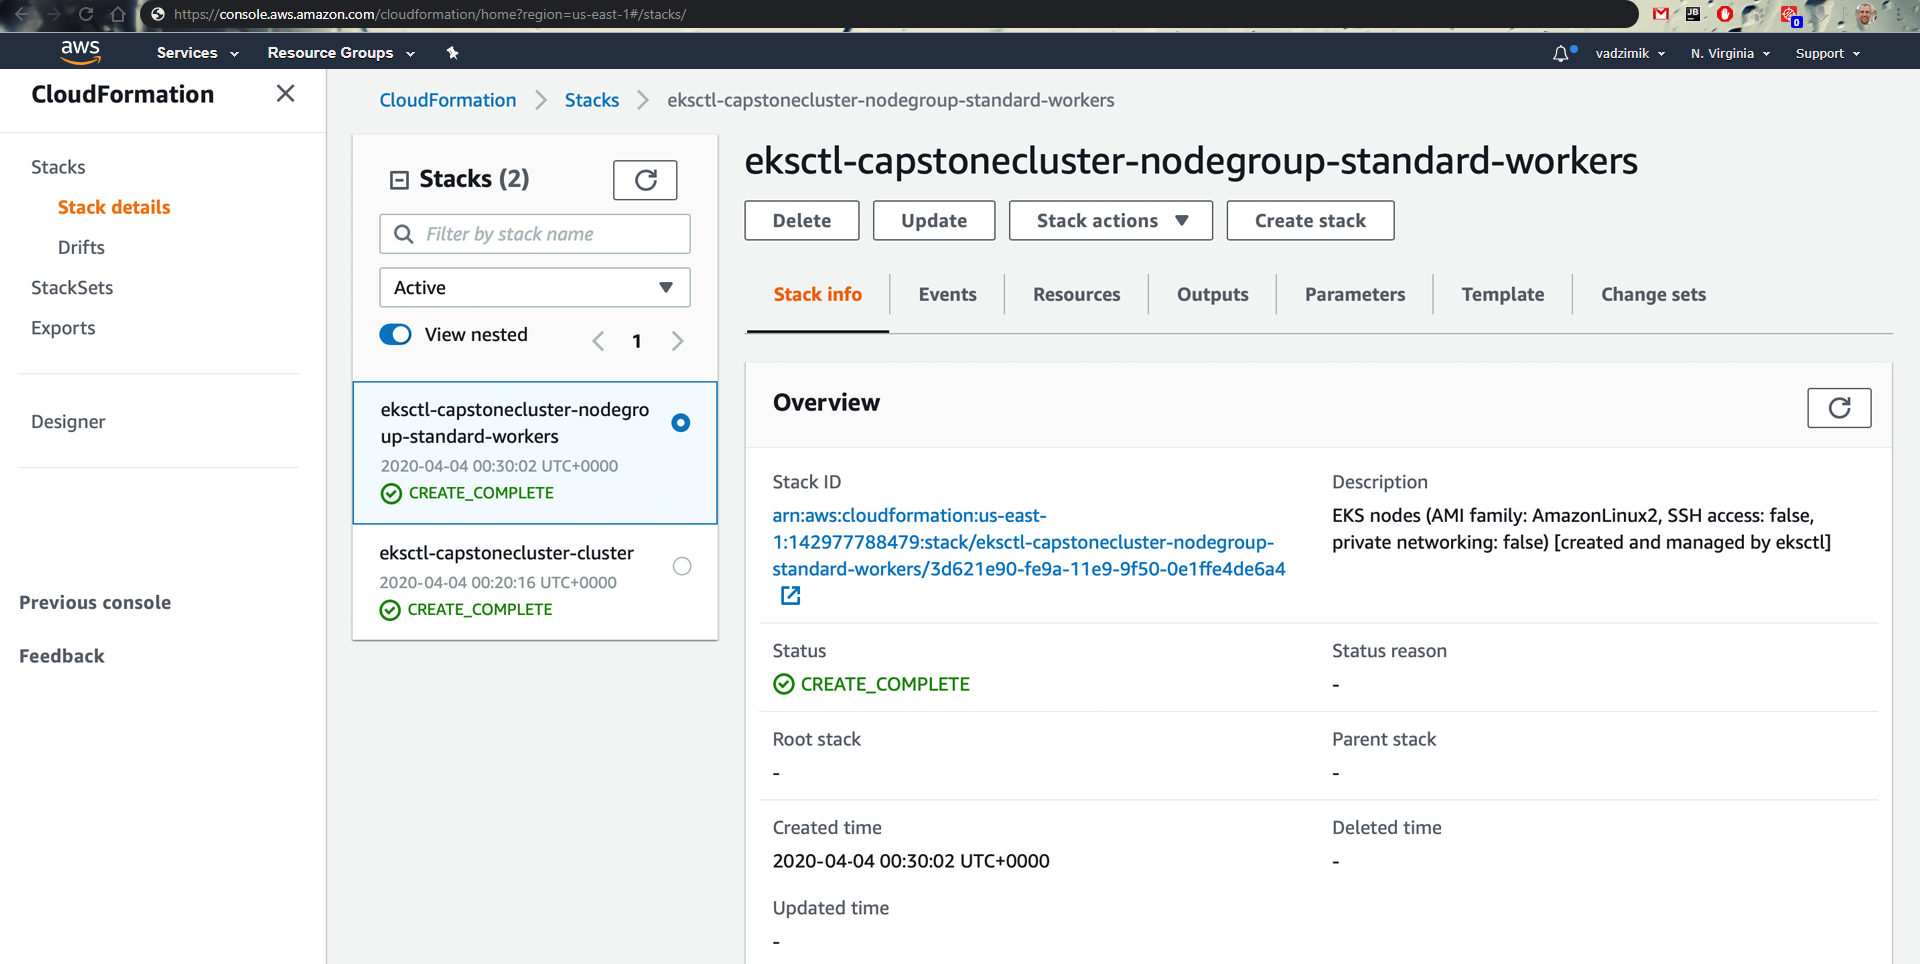 https://console.aws.amazon.com/cloudformation/home?region=us-east-1#/stacks/
JB
0
aws
Services
Resource Groups
vadzimik
N. Virginia
Support
CloudFormation
Stacks
Stack details
Drifts
StackSets
Exports
Designer
Previous console
Feedback
CloudFormation
Stacks
eksctl-capstonecluster-nodegroup-standard-workers
Stacks (2)
Filter by stack name
Active
View nested
1
eksctl-capstonecluster-nodegro
up-standard-workers
2020-04-04 00:30:02 UTC+0000
CREATE_COMPLETE
eksctl-capstonecluster-cluster
2020-04-04 00:20:16 UTC+0000
CREATE_COMPLETE
eksctl-capstonecluster-nodegroup-standard-workers
Delete
Update
Stack actions
Create stack
Stack info
Events
Resources
Outputs
Parameters
Template
Change sets
Overview
Stack ID
arn:aws:cloudformation:us-east-
1:142977788479:stack/eksctl-capstonecluster-nodegroup-
standard-workers/3d621e90-fe9a-11e9-9f50-0e1ffe4de6a4
Description
EKS nodes (AMI family: AmazonLinux2, SSH access: false,
private networking: false) [created and managed by eksctl]
Status
CREATE_COMPLETE
Status reason
-
Root stack
-
Parent stack
-
Created time
2020-04-04 00:30:02 UTC+0000
Deleted time
-
Updated time
-